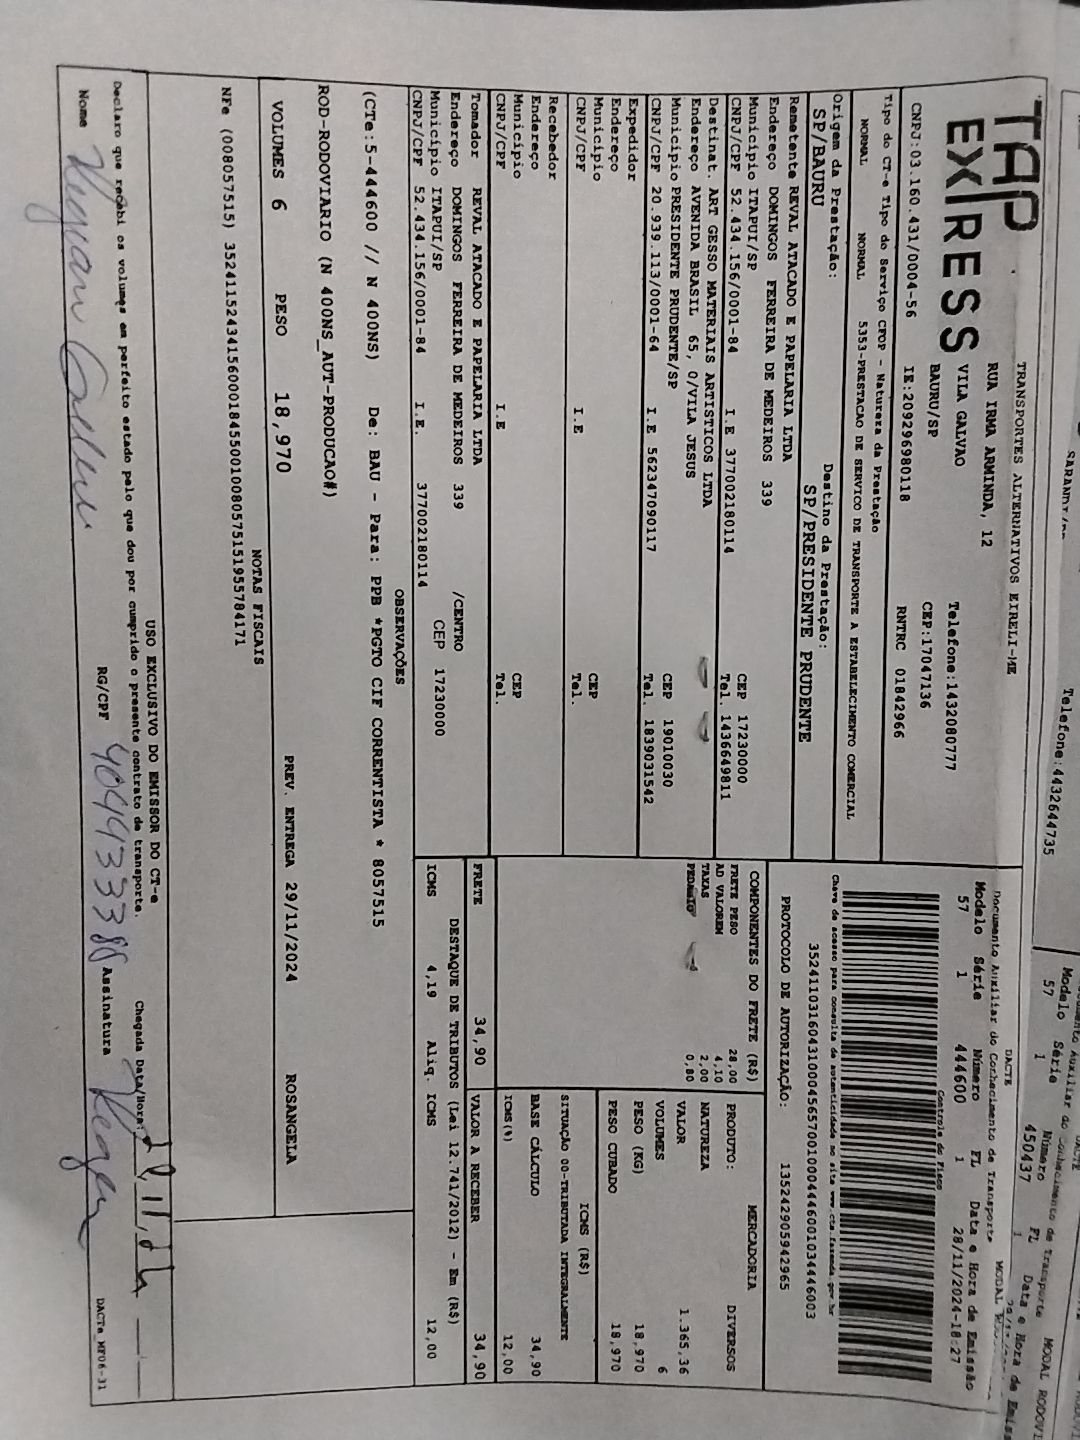 SARANDI/PR
Telefone:4432644735
Modelo Série Número FL Data e Hora de Emiss
57 1 450437 1
MODAL RODOVI
TAP
EXPRESS
TRANSPORTES ALTERNATIVOS EIRELI-ME
RUA IRMA ARMINDA, 12
VILA GALVAO
BAURU/SP
Telefone:1432080777
CEP:17047136
CNPJ:03.160.431/0004-56 IE:209296980118 RNTRC 01842966
Tipo do CT-e Tipo do Serviço CFOP - Natureza da Prestação
NORMAL NORMAL 5353-PRESTACAO DE SERVICO DE TRANSPORTE A ESTABELECIMENTO COMERCIAL
Origem da Prestação: Destino da Prestação:
SP/BAURU SP/PRESIDENTE PRUDENTE
Remetente REVAL ATACADO E PAPELARIA LTDA
Endereço DOMINGOS FERREIRA DE MEDEIROS 339
Município ITAPUI/SP CEP 17230000
CNPJ/CPF 52.434.156/0001-84 I.E 377002180114 Tel. 1436649811
Destinat. ART GESSO MATERIAIS ARTISTICOS LTDA
Endereço AVENIDA BRASIL 65, 0/VILA JESUS
Município PRESIDENTE PRUDENTE/SP CEP 19010030
CNPJ/CPF 20.939.113/0001-64 I.E 562347090117 Tel. 1839031542
Expedidor
Endereço
Município CEP
CNPJ/CPF I.E Tel.
Recebedor
Endereço
Município CEP
CNPJ/CPF I.E Tel.
Tomador REVAL ATACADO E PAPELARIA LTDA
Endereço DOMINGOS FERREIRA DE MEDEIROS 339 /CENTRO
Município ITAPUI/SP CEP 17230000
CNPJ/CPF 52.434.156/0001-84 I.E. 377002180114
DACTE
Documento Auxiliar do Conhecimento de Transporte
Modelo Série Número FL Data e Hora de Emissão
57 1 444600 1 28/11/2024-18:27
Controle do Fisco
Chave de acesso para consulta da autenticidade no site www.cte.fazenda.gov.br
35241103160431000456570010004446001034446003
PROTOCOLO DE AUTORIZAÇÃO: 135242905942965
COMPONENTES DO FRETE (R$)
FRETE PESO 28,00
AD VALOREM 4,10
TAXAS 2,00
PEDAGIO 0,80
MERCADORIA
PRODUTO: DIVERSOS
NATUREZA
VALOR 1.365,36
VOLUMES 6
PESO (KG) 18,970
PESO CUBADO 18,970
ICMS (R$)
SITUAÇÃO 00-TRIBUTADA INTEGRALMENTE
BASE CÁLCULO 34,90
ICMS(%) 12,00
FRETE 34,90 VALOR A RECEBER 34,90
DESTAQUE DE TRIBUTOS (Lei 12.741/2012) - Em (R$)
ICMS 4,19 Aliq. ICMS 12,00
OBSERVAÇÕES
(CTe:5-444600 // N 400NS) De: BAU - Para: PPB *PGTO CIF CORRENTISTA * 8057515
ROD-RODOVIARIO (N 400NS_AUT-PRODUCAO#)
VOLUMES 6 PESO 18,970 PREV. ENTREGA 29/11/2024 ROSANGELA
NOTAS FISCAIS
NFe (008057515) 35241152434156000184550010080575151955784171
USO EXCLUSIVO DO EMISSOR DO CT-e
Declaro que recebi os volumes em perfeito estado pelo que dou por cumprido o presente contrato de transporte. Chegada Data/Hora:
Nome RG/CPF 4044333388 Assinatura
DACTe_MF06-31